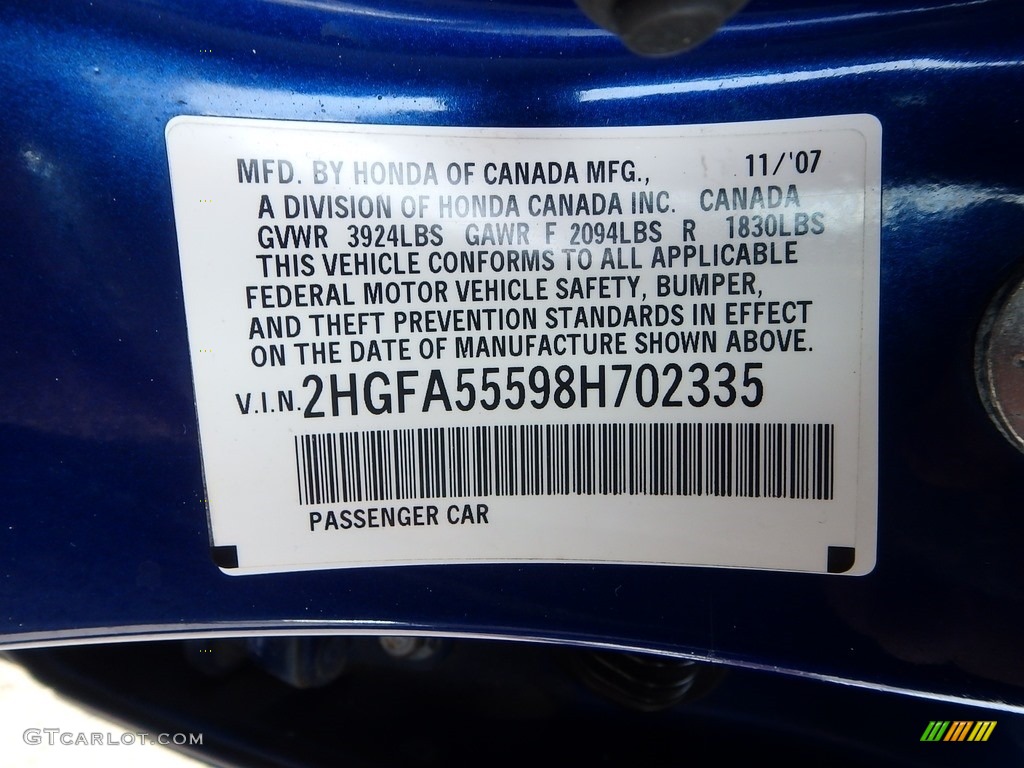 MFD. BY HONDA OF CANADA MFG., 11/'07
A DIVISION OF HONDA CANADA INC. CANADA
GVWR 3924LBS GAWR F 2094LBS R 1830LBS
THIS VEHICLE CONFORMS TO ALL APPLICABLE
FEDERAL MOTOR VEHICLE SAFETY, BUMPER,
AND THEFT PREVENTION STANDARDS IN EFFECT
ON THE DATE OF MANUFACTURE SHOWN ABOVE.
V.I.N. 2HGFA55598H702335
PASSENGER CAR
GTCARLOT.COM